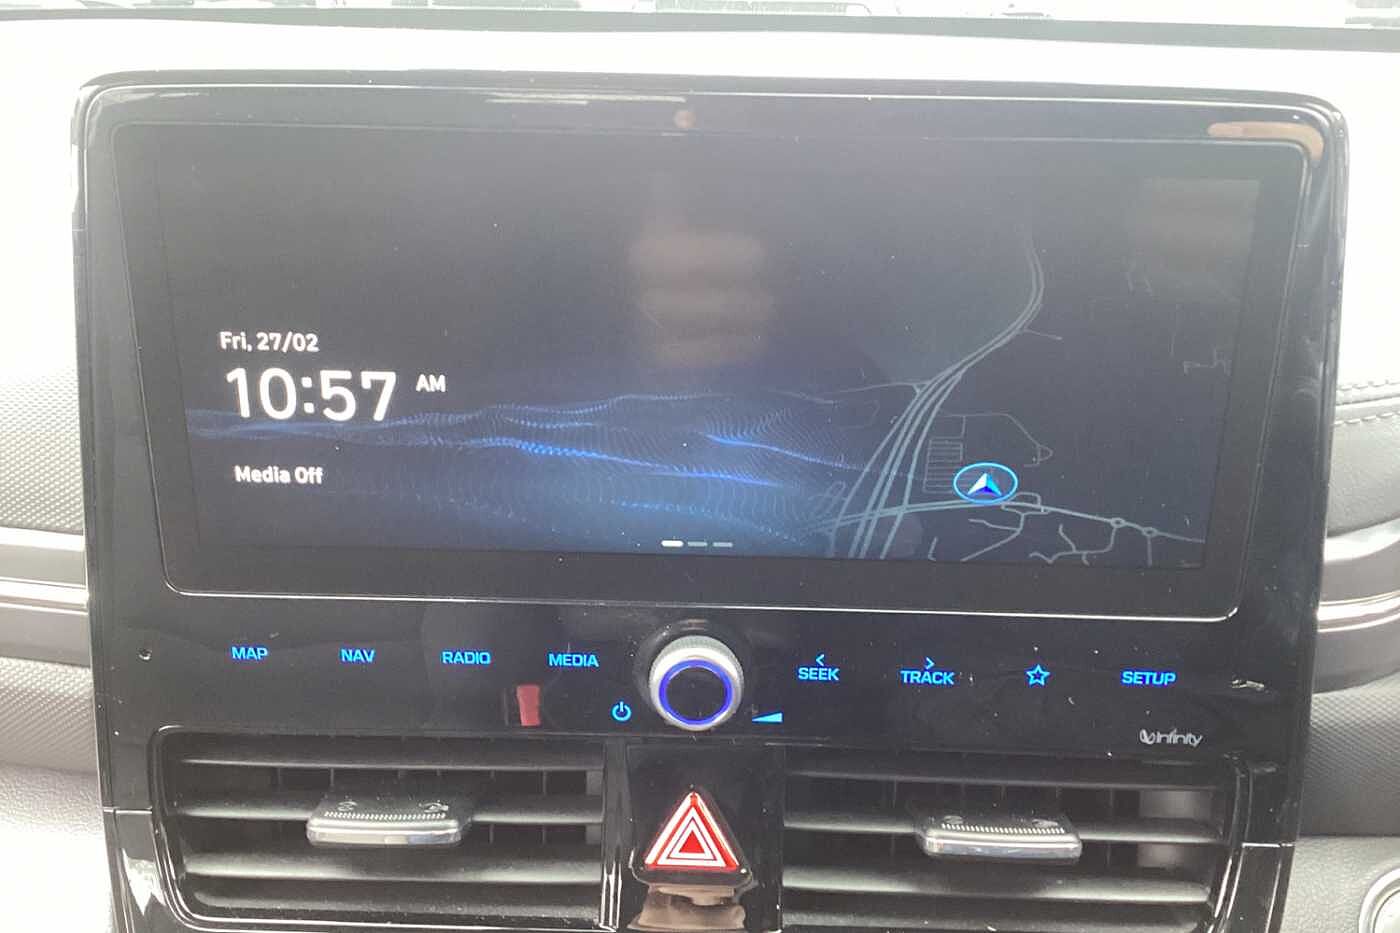 Fri, 27/02
10:57 AM
Media Off
MAP NAV RADIO MEDIA SEEK TRACK SETUP
infinity